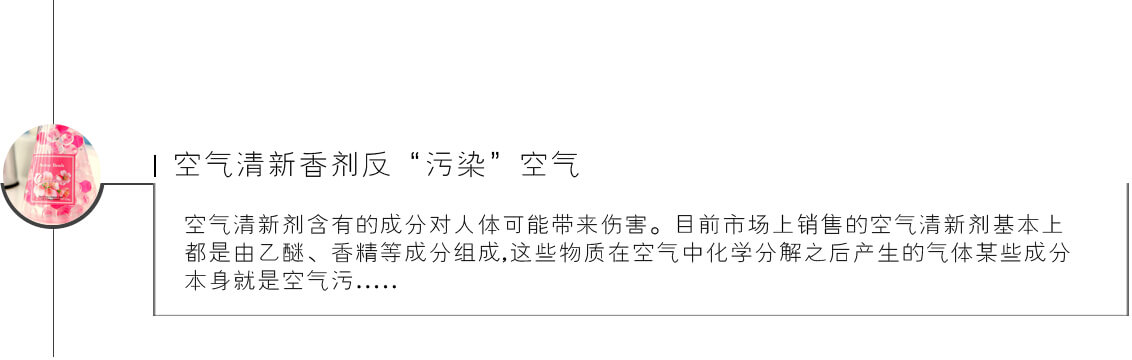 空气清新香剂反“污染”空气
空气清新剂含有的成分对人体可能带来伤害。目前市场上销售的空气清新剂基本上
都是由乙醚、香精等成分组成,这些物质在空气中化学分解之后产生的气体某些成分
本身就是空气污.....